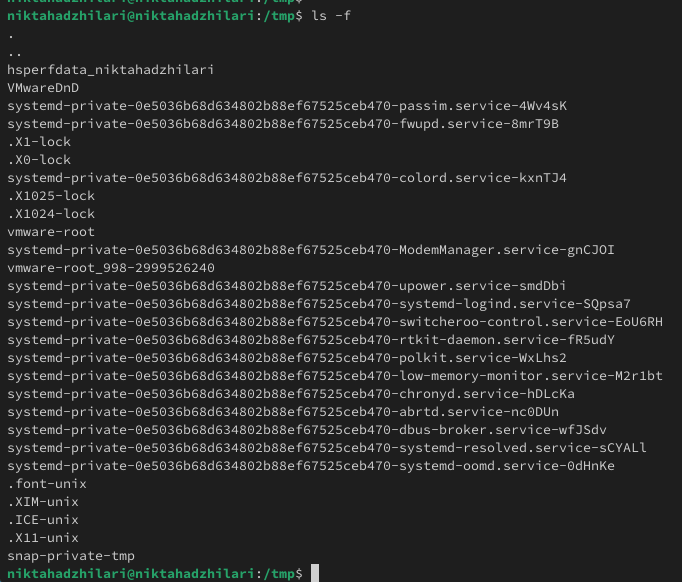 niktahadzhilari@niktahadzhilari:/tmp$ ls -f
.
..
hsperfdata_niktahadzhilari
VMwareDnD
systemd-private-0e5036b68d634802b88ef67525ceb470-passim.service-4Wv4sK
systemd-private-0e5036b68d634802b88ef67525ceb470-fwupd.service-8mrT9B
.X1-lock
.X0-lock
systemd-private-0e5036b68d634802b88ef67525ceb470-colord.service-kxnTJ4
.X1025-lock
.X1024-lock
vmware-root
systemd-private-0e5036b68d634802b88ef67525ceb470-ModemManager.service-gnCJOI
vmware-root_998-2999526240
systemd-private-0e5036b68d634802b88ef67525ceb470-upower.service-smdDbi
systemd-private-0e5036b68d634802b88ef67525ceb470-systemd-logind.service-SQpsa7
systemd-private-0e5036b68d634802b88ef67525ceb470-switcheroo-control.service-EoU6RH
systemd-private-0e5036b68d634802b88ef67525ceb470-rtkit-daemon.service-fR5udY
systemd-private-0e5036b68d634802b88ef67525ceb470-polkit.service-WxLhs2
systemd-private-0e5036b68d634802b88ef67525ceb470-low-memory-monitor.service-M2r1bt
systemd-private-0e5036b68d634802b88ef67525ceb470-chronyd.service-hDLcKa
systemd-private-0e5036b68d634802b88ef67525ceb470-abrtd.service-nc0DUn
systemd-private-0e5036b68d634802b88ef67525ceb470-dbus-broker.service-wfJSdv
systemd-private-0e5036b68d634802b88ef67525ceb470-systemd-resolved.service-sCYALl
systemd-private-0e5036b68d634802b88ef67525ceb470-systemd-oomd.service-0dHnKe
.font-unix
.XIM-unix
.ICE-unix
.X11-unix
snap-private-tmp
niktahadzhilari@niktahadzhilari:/tmp$